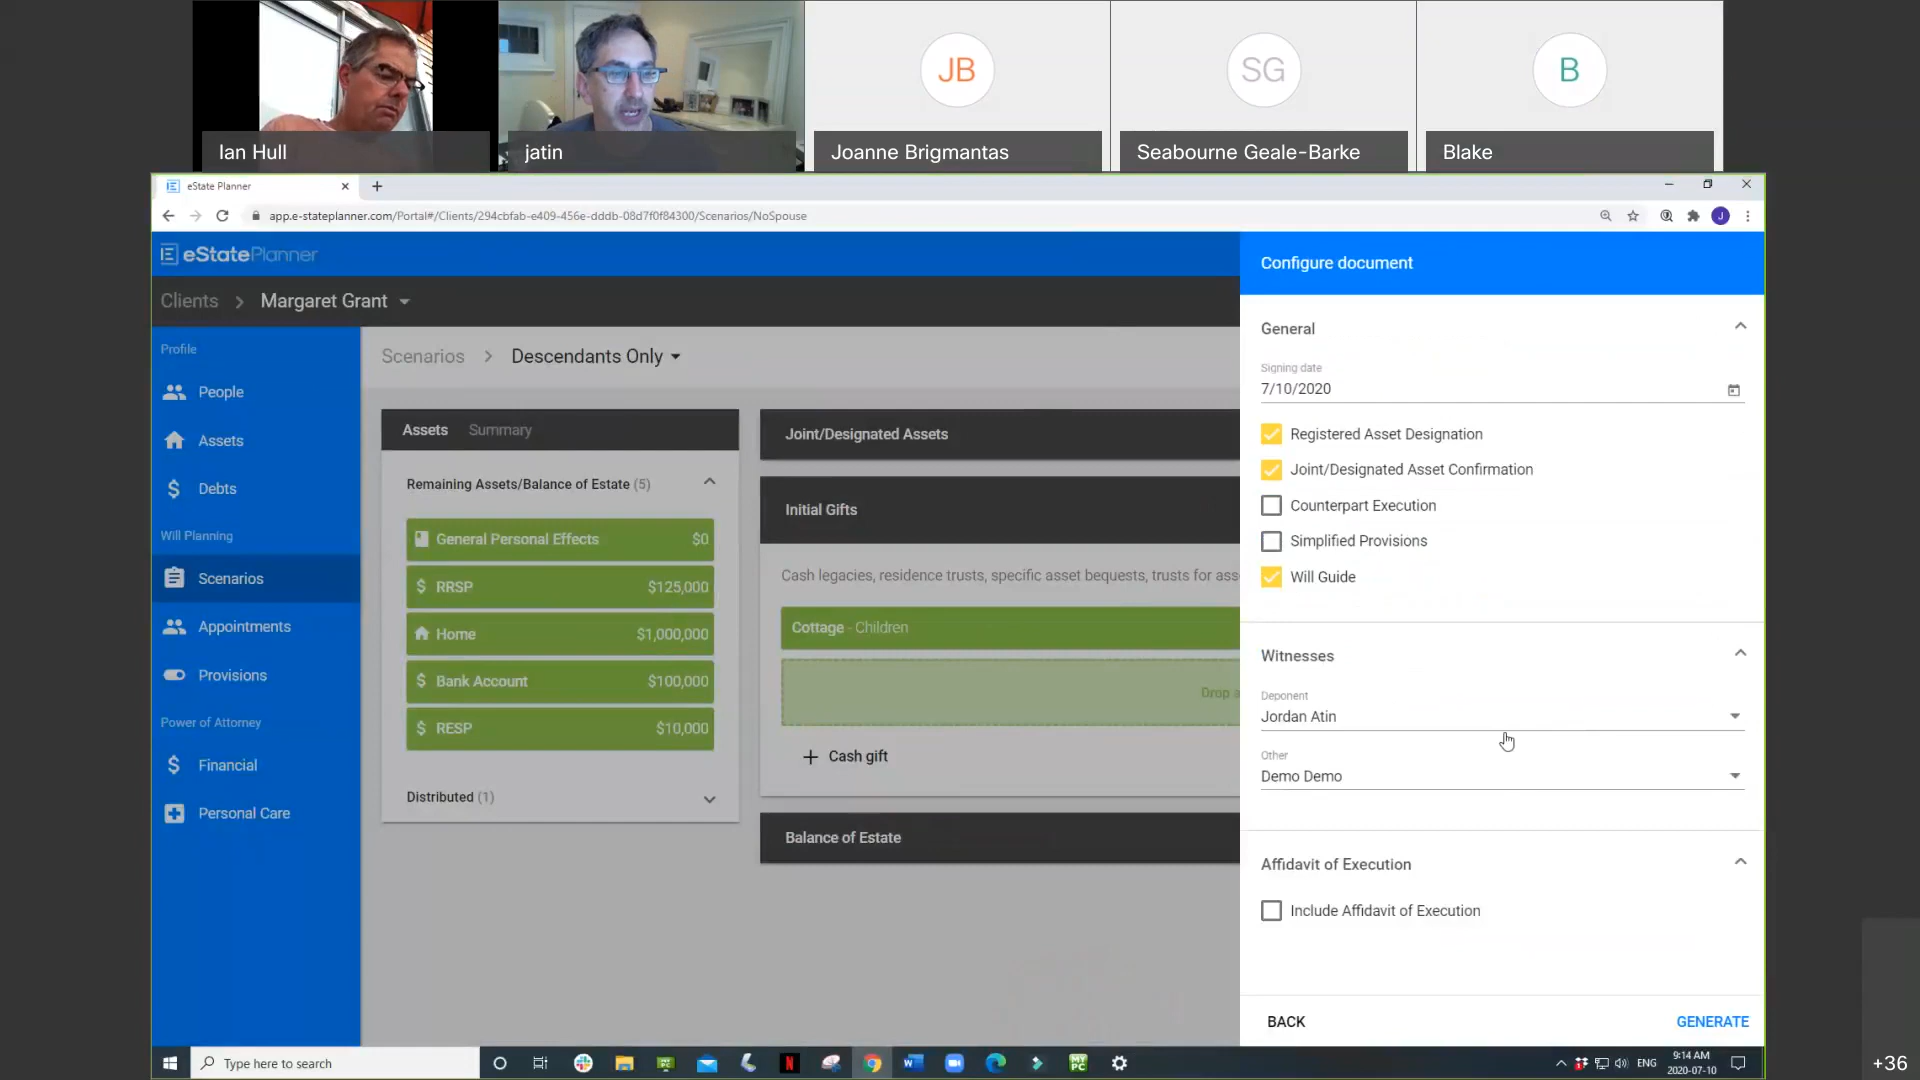 JB
SG
B
Ian Hull
jatin
Joanne Brigmantas
Seabourne Geale-Barke
Blake
eState Planner
app.e-stateplanner.com/Portal#/Clients/294cbfab-e409-456e-dddb-08d7f0f84300/Scenarios/NoSpouse
J
eStatePlanner
Configure document
Clients > Margaret Grant
General
Profile
Scenarios > Descendants Only
Signing date
7/10/2020
People
Assets Summary
Joint/Designated Assets
Registered Asset Designation
Assets
Joint/Designated Asset Confirmation
Remaining Assets/Balance of Estate (5)
Debts
Initial Gifts
Counterpart Execution
Will Planning
General Personal Effects $0
Simplified Provisions
Cash legacies, residence trusts, specific asset bequests, trusts for ass
Will Guide
Scenarios
RRSP $125,000
Appointments
Home $1,000,000
Cottage - Children
Witnesses
Provisions
Bank Account $100,000
Drop a
Deponent
Jordan Atin
Power of Attorney
RESP $10,000
Cash gift
Other
Demo Demo
Financial
Distributed (1)
Personal Care
Balance of Estate
Affidavit of Execution
Include Affidavit of Execution
BACK
GENERATE
Type here to search
N
MY
PC
ENG
9:14 AM
2020-07-10
+36